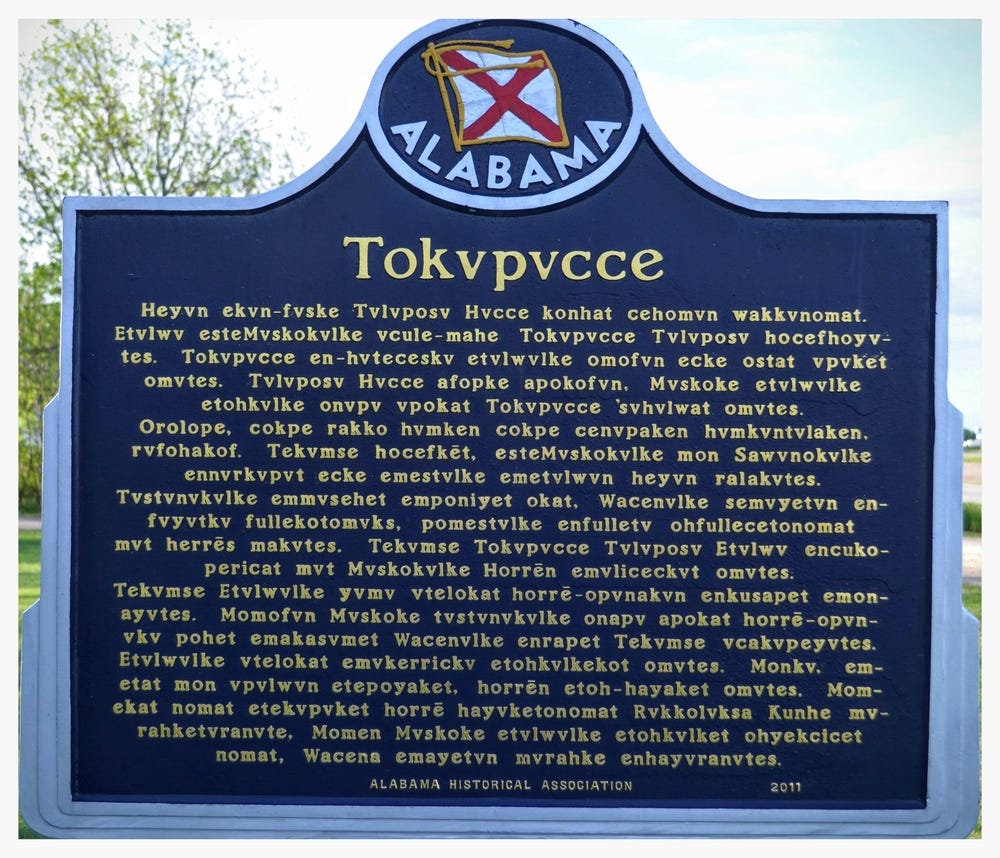 ALABAMA
Tokvpvcce
Heyvn ekvn-fvske Tvlvposv Hvcce konhat cehomvn wakkvnomat.
Etvlwv esteMvskokvlke vcule-mahe Tokvpvcce Tvlvposv hocefhoyv-
tes. Tokvpvcce en-hvteceskv etvlwvlke omofvn ecke ostat vpvket
omvtes. Tvlvposv Hvcce afopke apokofvn, Mvskoke etvlwvlke
etohkvlke onvpv vpokat Tokvpvcce 'svhvlwat omvtes.
Orolope, cokpe rakko hvmken cokpe cenvpaken hvmkvntvlaken,
rvfohakof. Tekvmse hocefkēt, esteMvskokvlke mon Sawvnokvlke
ennvrkvpvt ecke emestvlke emetvlwvn heyvn ralakvtes.
Tvstvnvkvlke emmvsehet emponiyet okat, Wacenvlke semvyetvn en-
fvyvtkv fullekotomvks, pomestvlke enfulletv ohfullecetonomat
mvt herrēs makvtes. Tekvmse Tokvpvcce Tvlvposv Etvlwv encuko-
pericat mvt Mvskokvlke Horrēn emvliceckvt omvtes.
Tekvmse Etvlwvlke yvmv vtelokat horrē-opvnakvn enkusapet emon-
ayvtes. Momofvn Mvskoke tvstvnvkvlke onapv apokat horrē-opvn-
vkv pohet emakasvmet Wacenvlke enrapet Tekvmse vcakvpeyvtes.
Etvlwvlke vtelokat emvkerrickv etohkvlkekot omvtes. Monkv, em-
etat mon vpvlwvn etepoyaket, horrēn etoh-hayaket omvtes. Mom-
ekat nomat etekvpvket horrē hayvketonomat Rvkkolvksa Kunhe mv-
rahketvranvte, Momen Mvskoke etvlwvlke etohkvlket ohyekcicet
nomat, Wacena emayetvn mvrahke enhayvranvtes.
ALABAMA HISTORICAL ASSOCIATION 2011